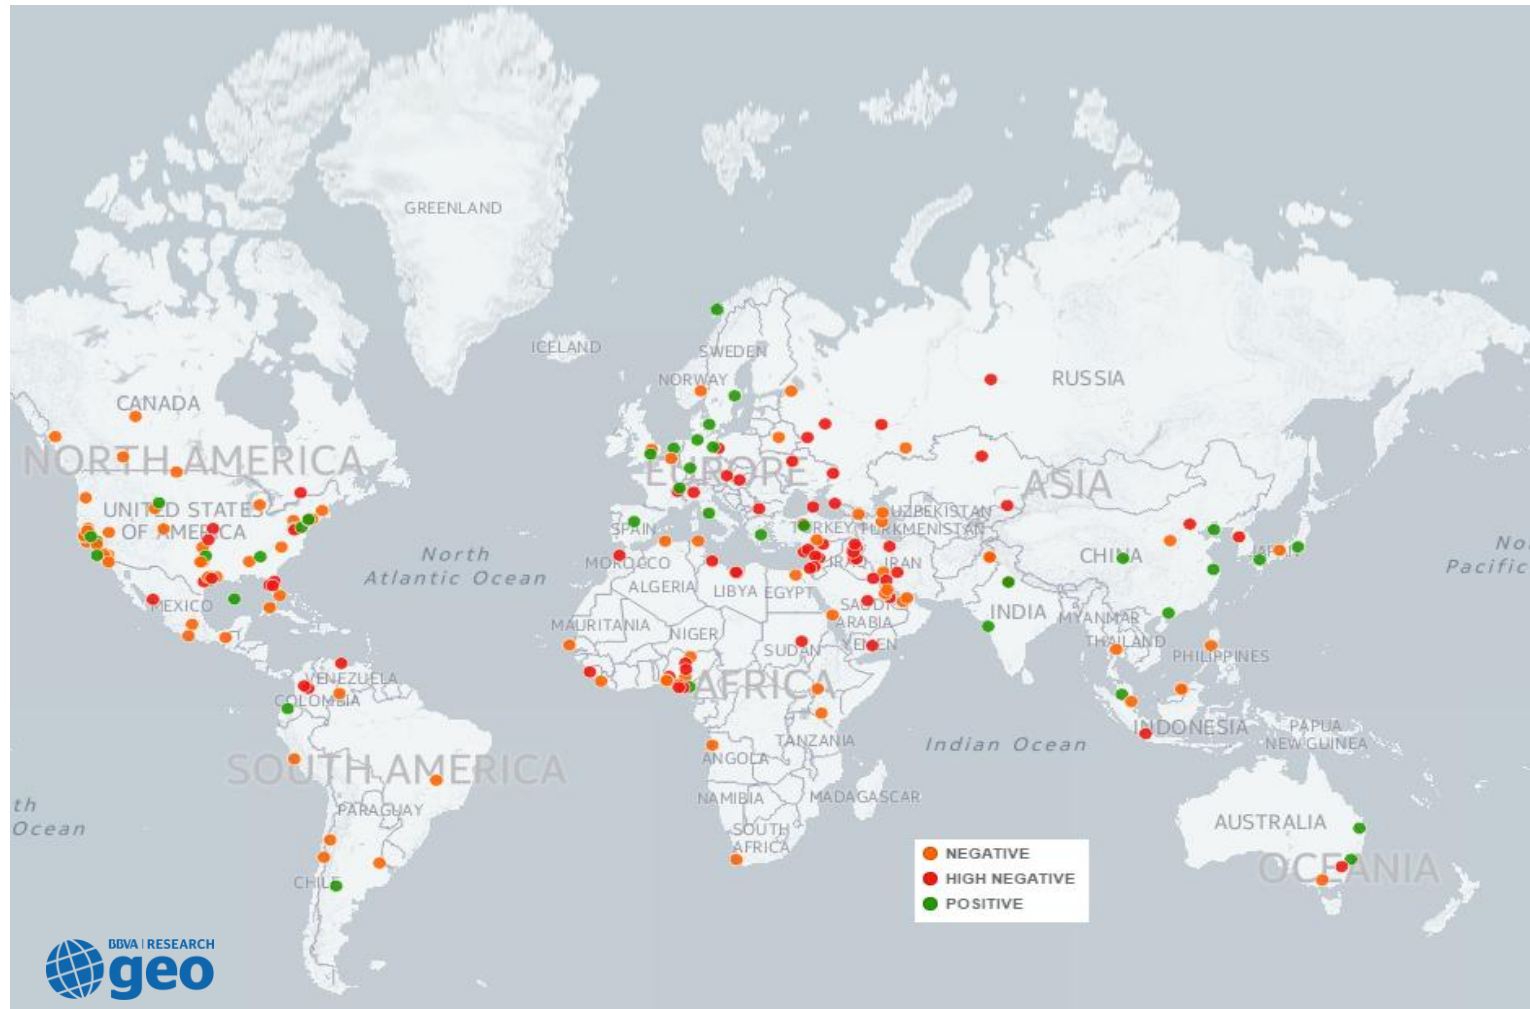 GREENLAND
ICELAND
SWEDEN
NORWAY
RUSSIA
CANADA
NORTH AMERICA
EUROPE
ASIA
UNITED STATES
OF AMERICA
UZBEKISTAN
SPAIN
TURKEY
TURKMENISTAN
North
Atlantic Ocean
MOROCCO
IRAN
CHINA
No
Pacific
ALGERIA
LIBYA
EGYPT
MEXICO
SAUDI
ARABIA
INDIA
MYANMAR
MAURITANIA
NIGER
SUDAN
YEMEN
THAILAND
PHILIPPINES
VENEZUELA
COLOMBIA
AFRICA
INDONESIA
PAPUA
NEW GUINEA
TANZANIA
Indian Ocean
ANGOLA
SOUTH AMERICA
NAMIBIA
MADAGASCAR
th
Ocean
PARAGUAY
SOUTH
AFRICA
AUSTRALIA
OCEANIA
CHILE
NEGATIVE
HIGH NEGATIVE
POSITIVE
BBVA | RESEARCH
geo